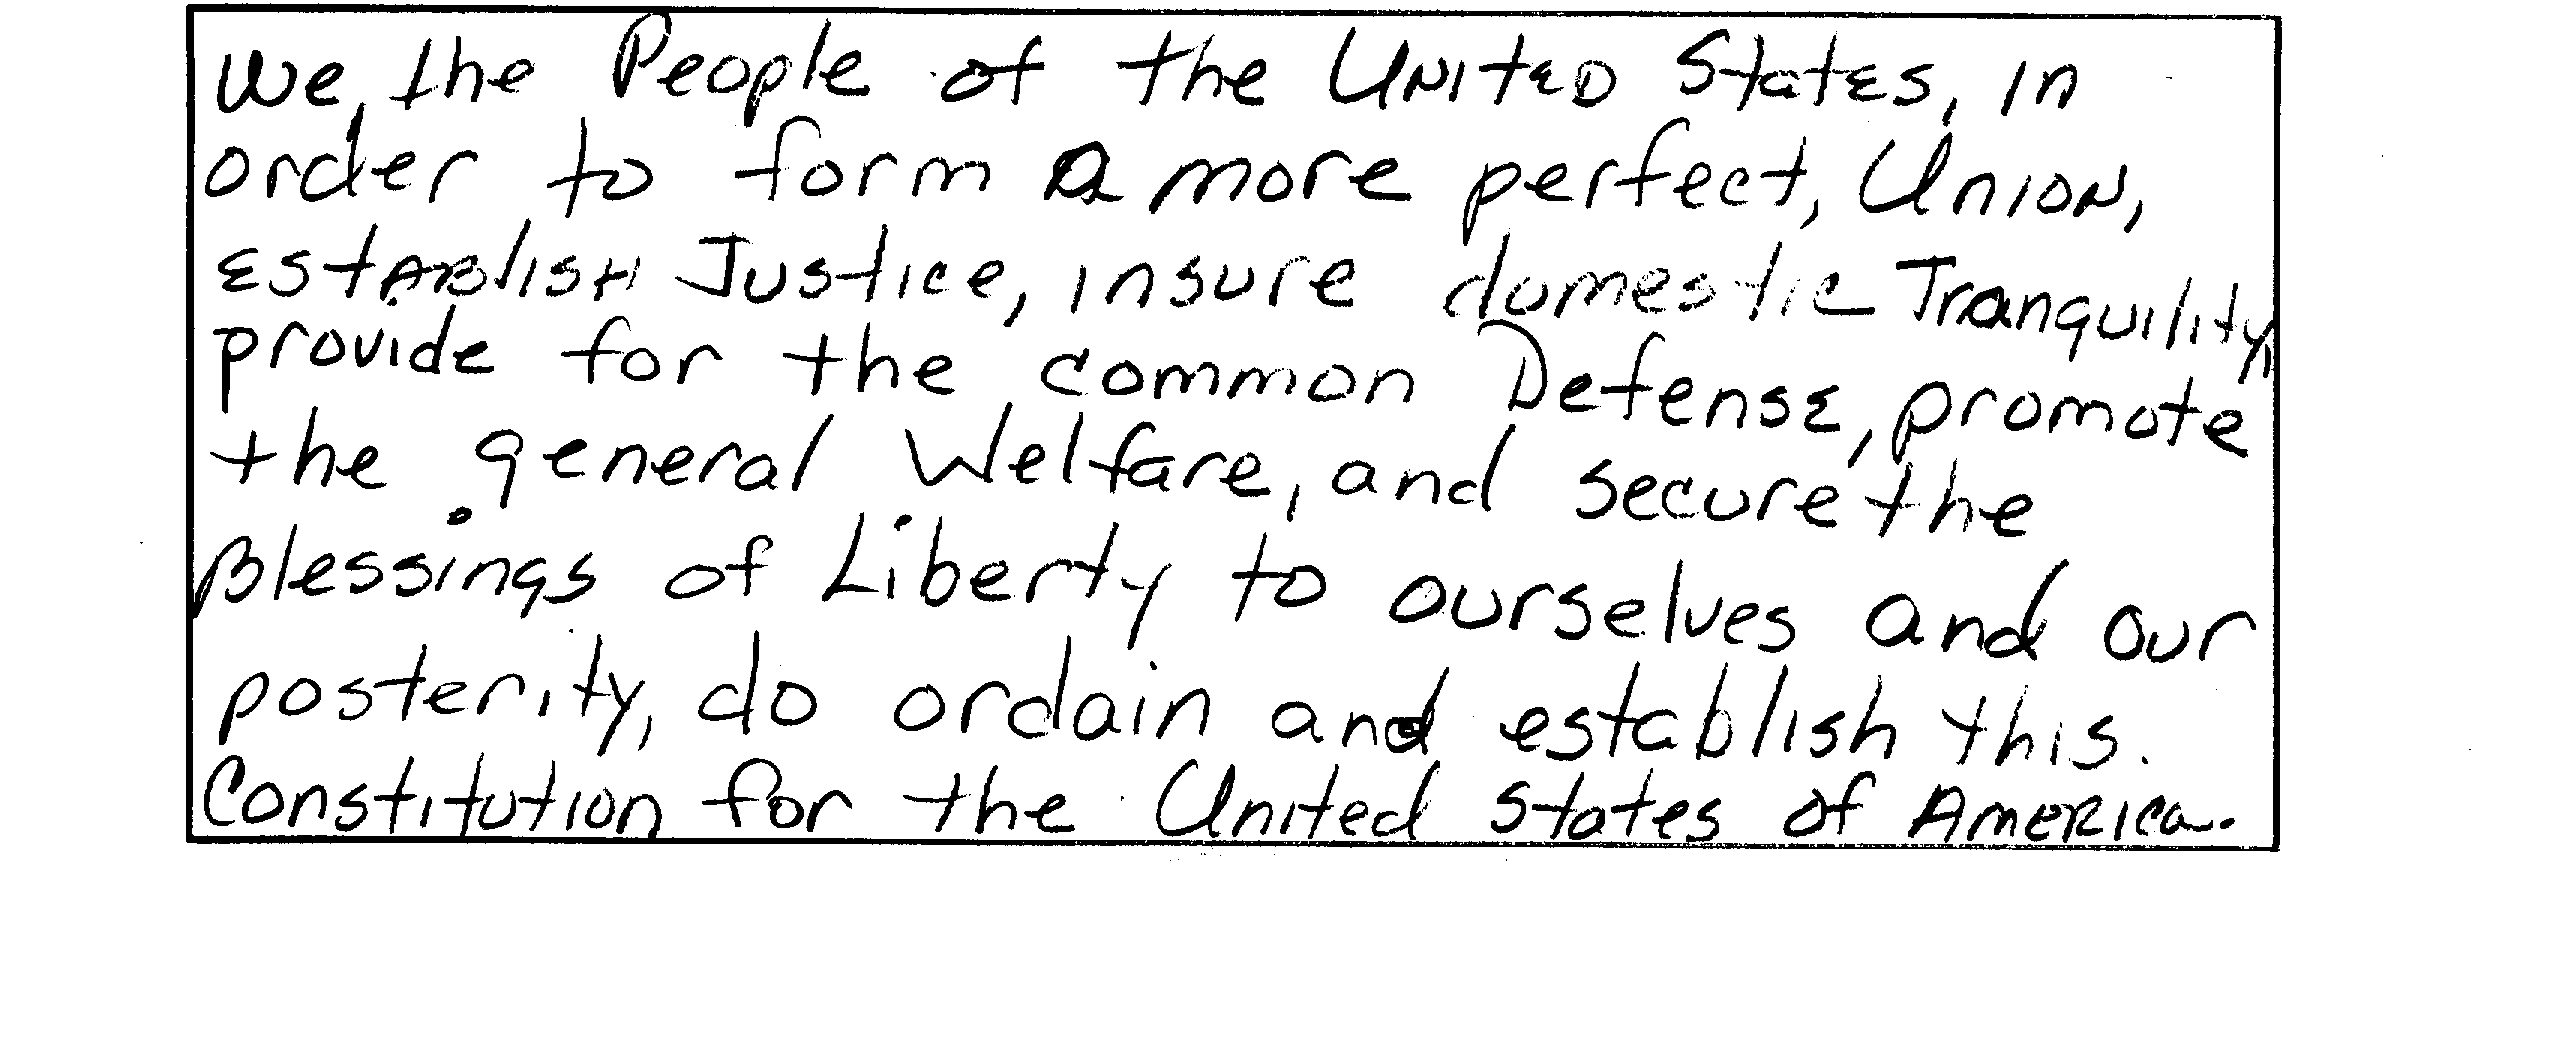 We, the People of the United States, in
order to form a more perfect, Union,
establish Justice, insure domestic Tranquility,
provide for the common Defense, promote
the general Welfare, and secure the
Blessings of Liberty to ourselves and our
posterity, do ordain and establish this.
Constitution for the United States of America.